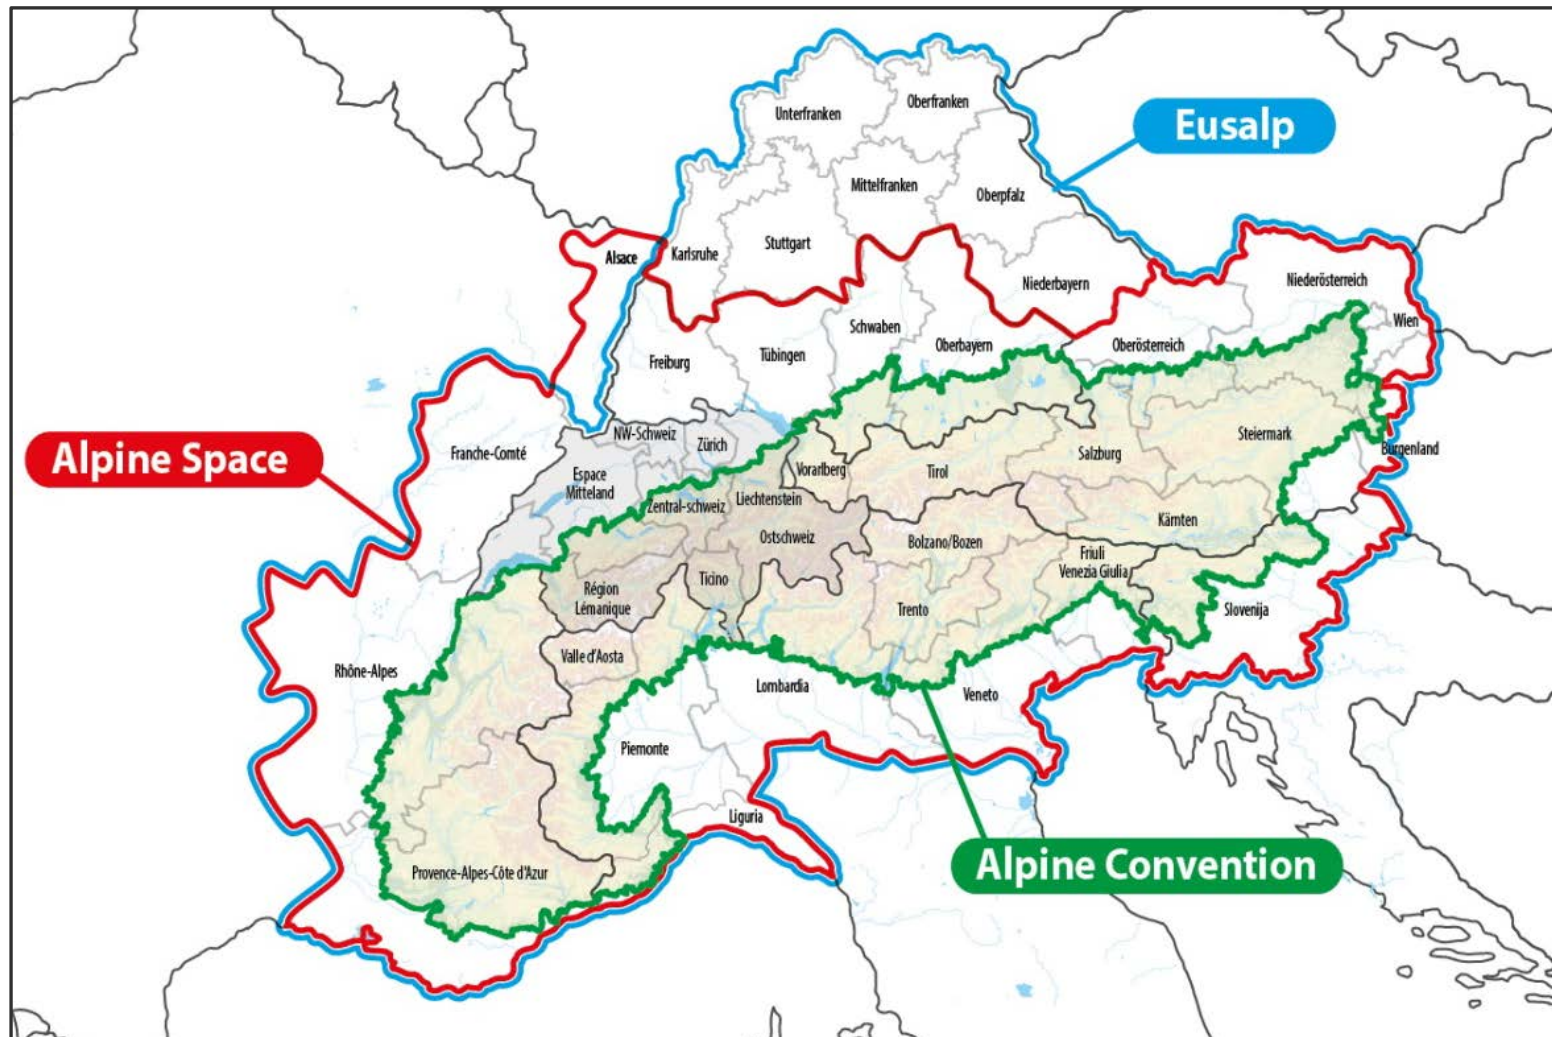 Unterfranken
Oberfranken
Eusalp
Mittelfranken
Oberpfalz
Alsace
Karlsruhe
Stuttgart
Niederbayern
Niederösterreich
Wien
Schwaben
Oberbayern
Oberösterreich
Freiburg
Tübingen
Alpine Space
Franche-Comté
NW-Schweiz
Zürich
Espace
Mitteland
Vorarlberg
Tirol
Salzburg
Steiermark
Burgenland
Zentral-schweiz
Liechtenstein
Ostschweiz
Bolzano/Bozen
Kärnten
Friuli
Venezia Giulia
Région
Lémanique
Ticino
Trento
Slovenija
Valle d'Aosta
Rhône-Alpes
Lombardia
Veneto
Piemonte
Liguria
Provence-Alpes-Côte d'Azur
Alpine Convention